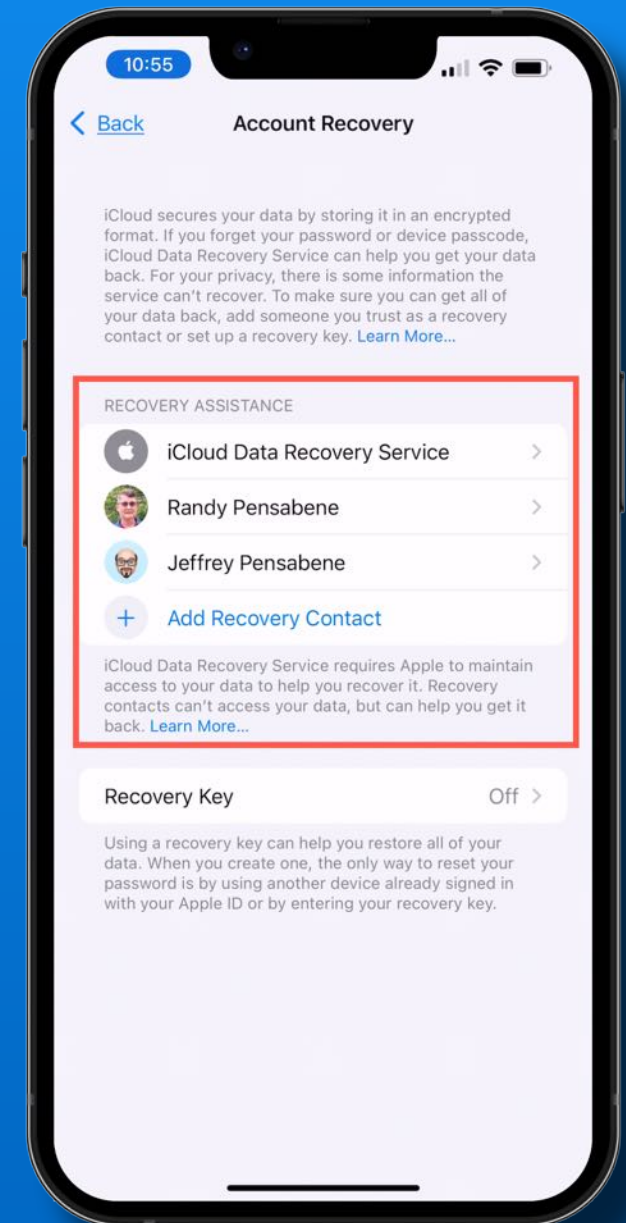 10:55
Back
Account Recovery
iCloud secures your data by storing it in an encrypted
format. If you forget your password or device passcode,
iCloud Data Recovery Service can help you get your data
back. For your privacy, there is some information the
service can’t recover. To make sure you can get all of
your data back, add someone you trust as a recovery
contact or set up a recovery key. Learn More...
RECOVERY ASSISTANCE
iCloud Data Recovery Service
Randy Pensabene
Jeffrey Pensabene
Add Recovery Contact
iCloud Data Recovery Service requires Apple to maintain
access to your data to help you recover it. Recovery
contacts can’t access your data, but can help you get it
back. Learn More...
Recovery Key Off
Using a recovery key can help you restore all of your
data. When you create one, the only way to reset your
password is by using another device already signed in
with your Apple ID or by entering your recovery key.